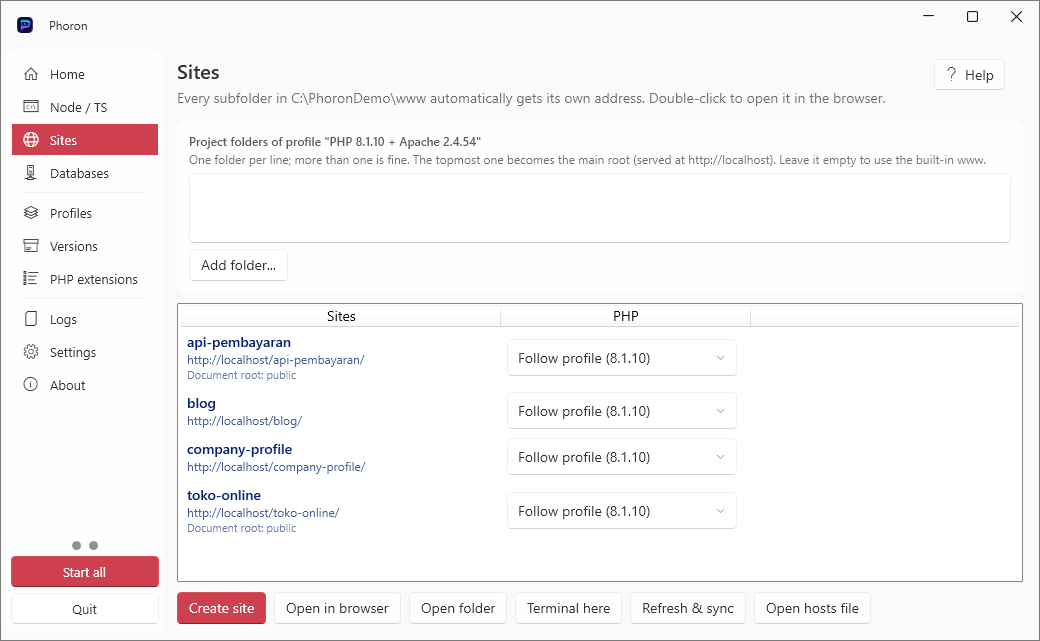 Phoron
Home
Node / TS
Sites
Databases
Profiles
Versions
PHP extensions
Logs
Settings
About
Start all
Quit
Sites
? Help
Every subfolder in C:\PhoronDemo\www automatically gets its own address. Double-click to open it in the browser.
Project folders of profile "PHP 8.1.10 + Apache 2.4.54"
One folder per line; more than one is fine. The topmost one becomes the main root (served at http://localhost). Leave it empty to use the built-in www.
Add folder...
Sites PHP
api-pembayaran
http://localhost/api-pembayaran/
Document root: public
Follow profile (8.1.10)
blog
http://localhost/blog/
Follow profile (8.1.10)
company-profile
http://localhost/company-profile/
Follow profile (8.1.10)
toko-online
http://localhost/toko-online/
Document root: public
Follow profile (8.1.10)
Create site Open in browser Open folder Terminal here Refresh & sync Open hosts file